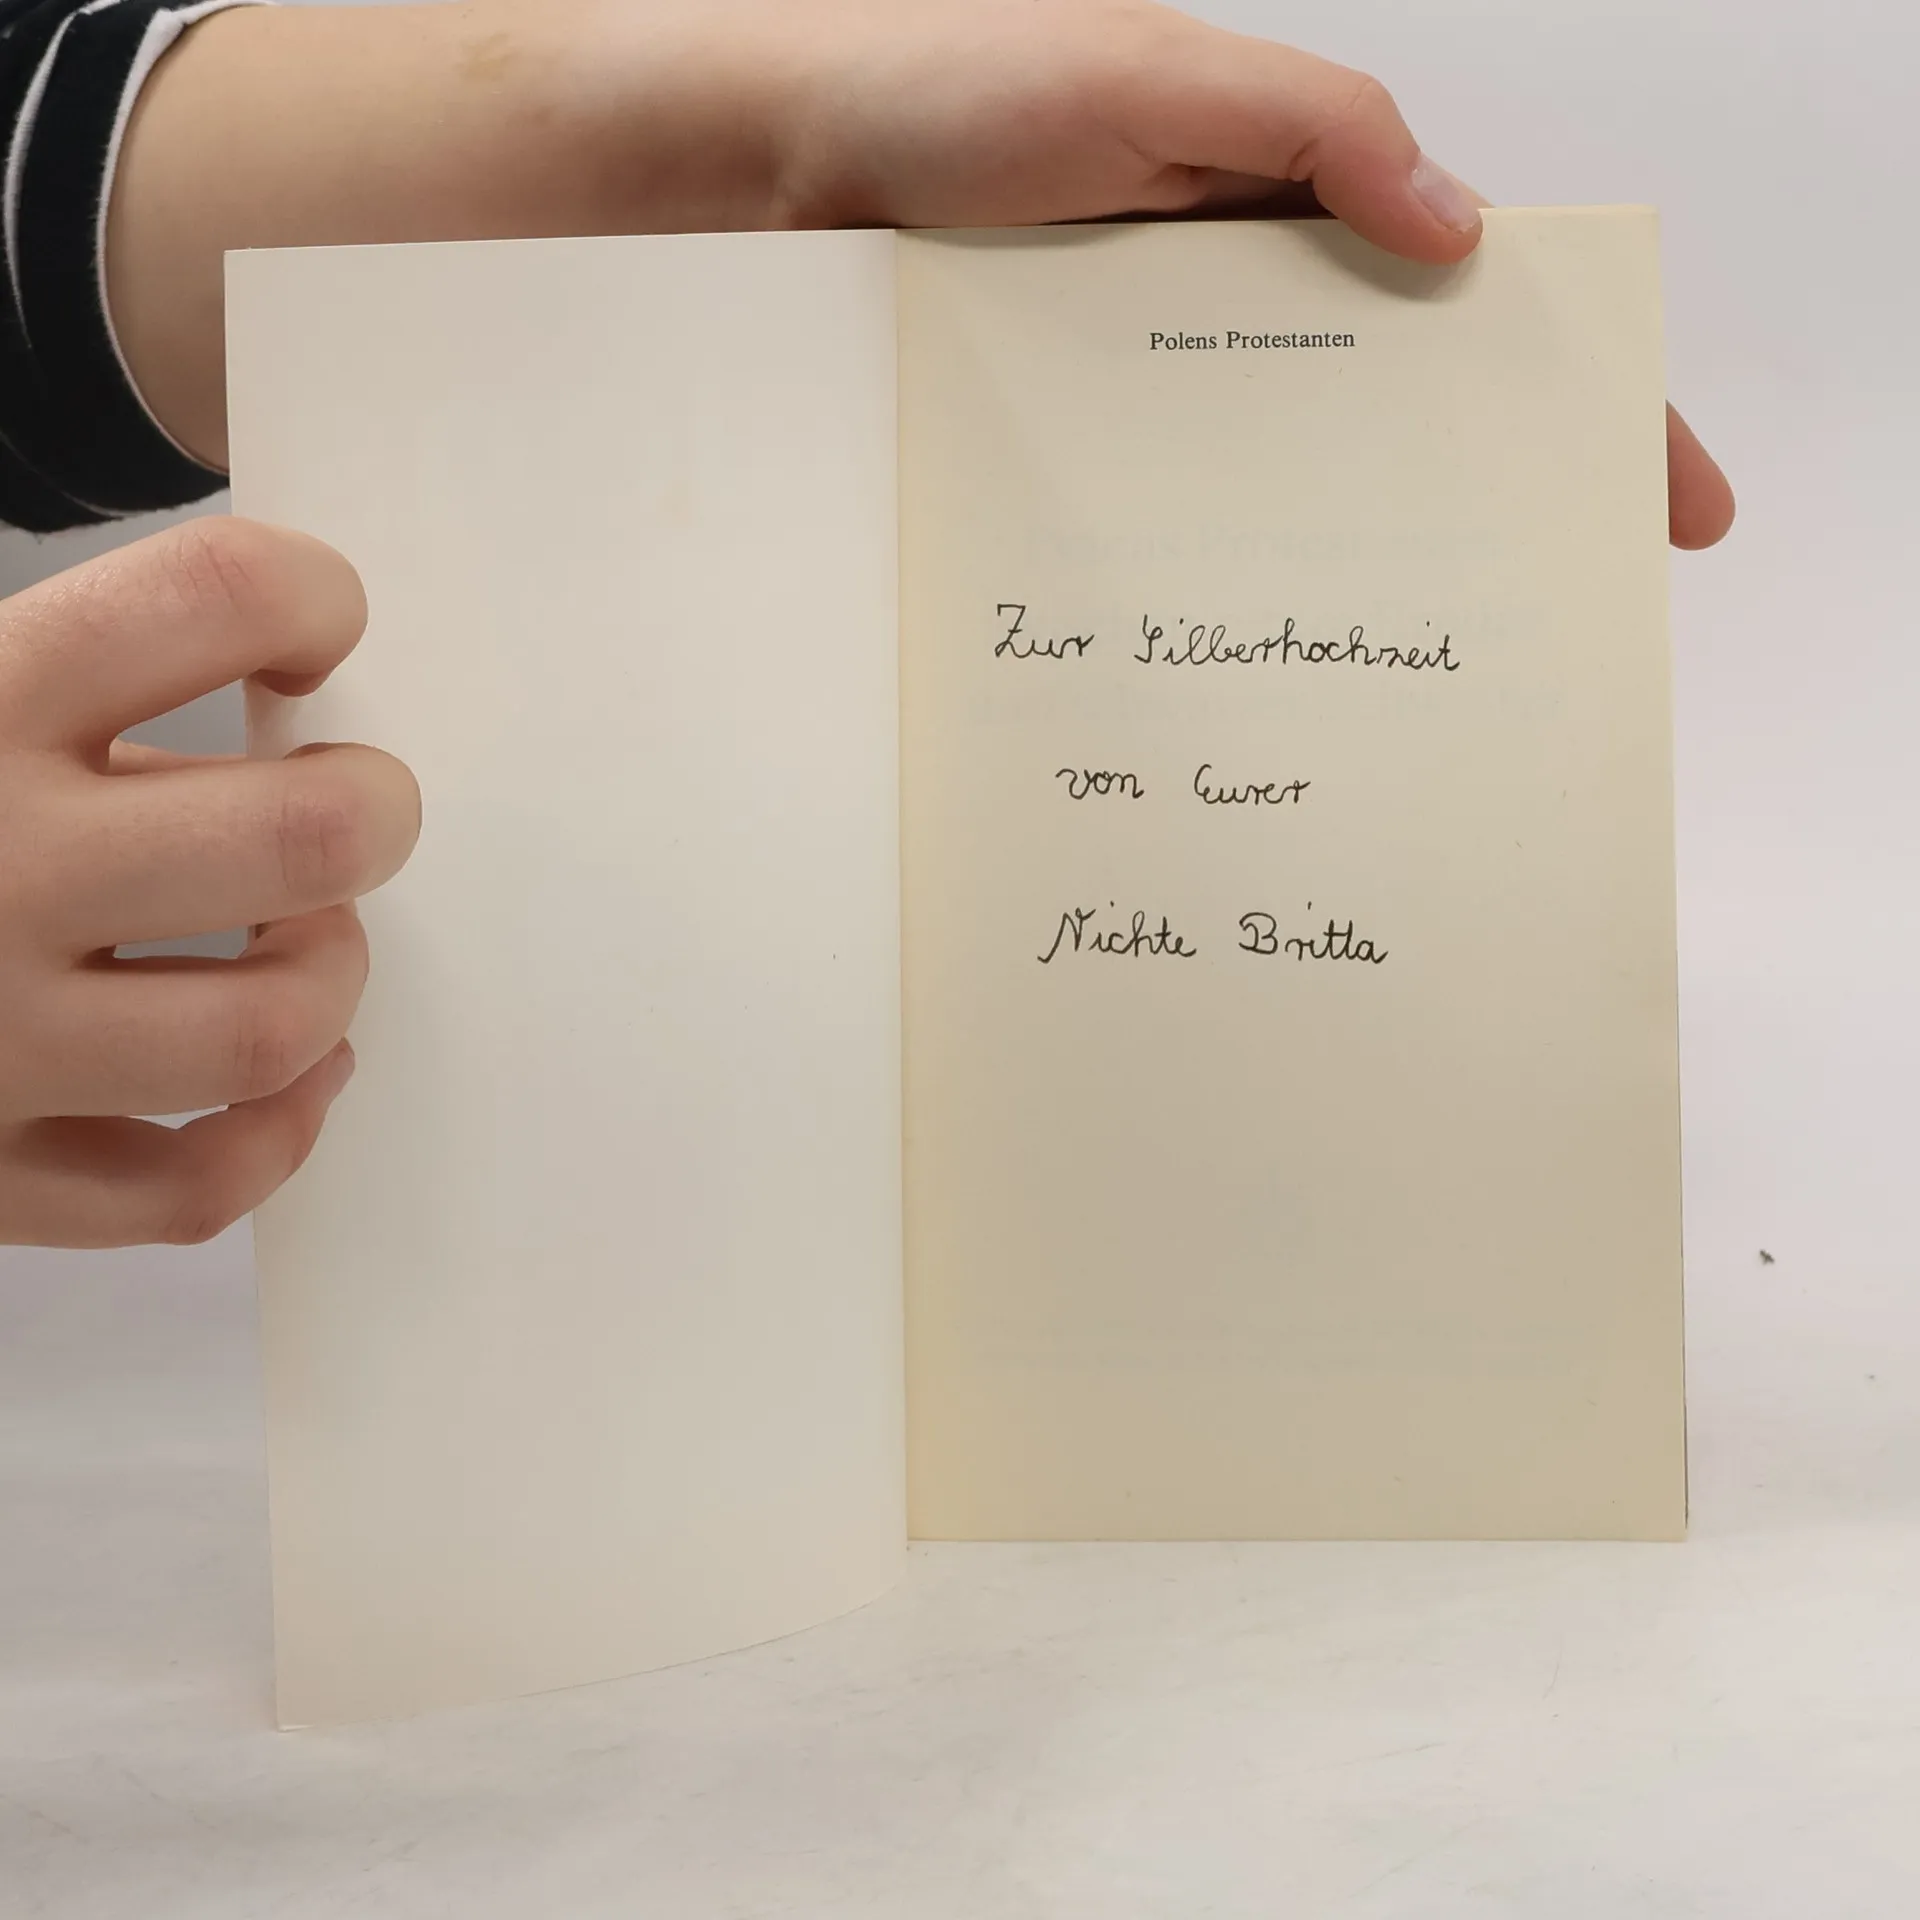 Polens Protestanten
Zur Silberhochzeit
von Eurer
Nichte Britta